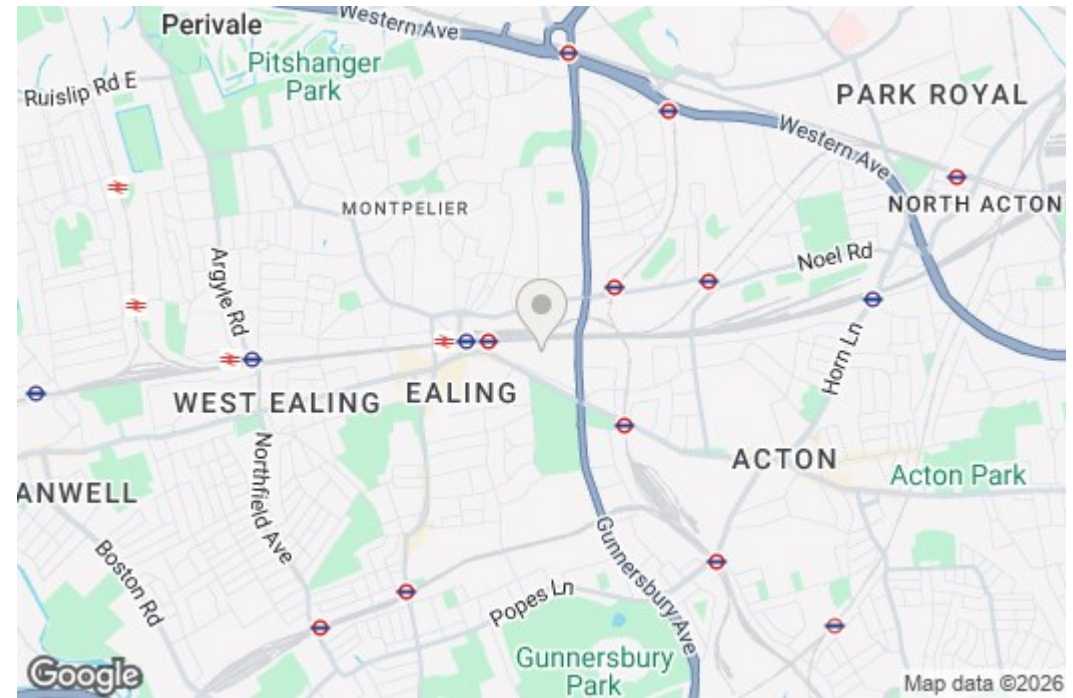 Perivale
Western Ave
Pitshanger
Park
Ruislip Rd E
PARK ROYAL
Western Ave
MONTPELIER
NORTH ACTON
Argyle Rd
Noel Rd
Horn Ln
EALING
WEST EALING
ACTON
Acton Park
ANWELL
Northfield Ave
Boston Rd
Gunnersbury Ave
Popes Ln
Gunnersbury
Park
Google
Map data ©2026